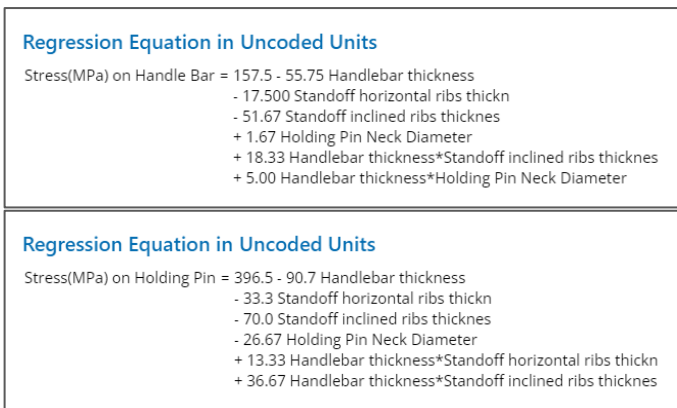 Regression Equation in Uncoded Units
Stress(MPa) on Handle Bar = 157.5 - 55.75 Handlebar thickness
- 17.500 Standoff horizontal ribs thickn
- 51.67 Standoff inclined ribs thicknes
+ 1.67 Holding Pin Neck Diameter
+ 18.33 Handlebar thickness*Standoff inclined ribs thicknes
+ 5.00 Handlebar thickness*Holding Pin Neck Diameter
Regression Equation in Uncoded Units
Stress(MPa) on Holding Pin = 396.5 - 90.7 Handlebar thickness
- 33.3 Standoff horizontal ribs thickn
- 70.0 Standoff inclined ribs thicknes
- 26.67 Holding Pin Neck Diameter
+ 13.33 Handlebar thickness*Standoff horizontal ribs thickn
+ 36.67 Handlebar thickness*Standoff inclined ribs thicknes